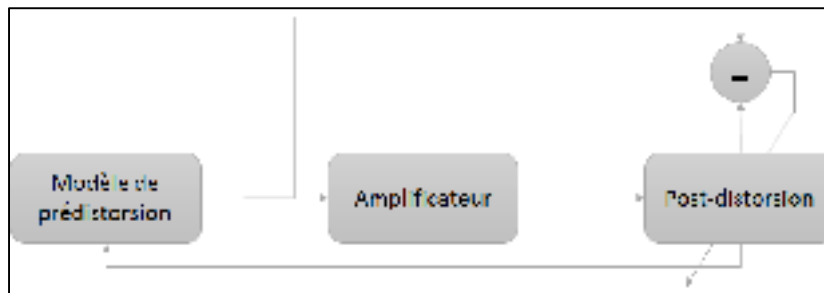 Modèle de
prédistorsion
Amplificateur
Post-distorsion